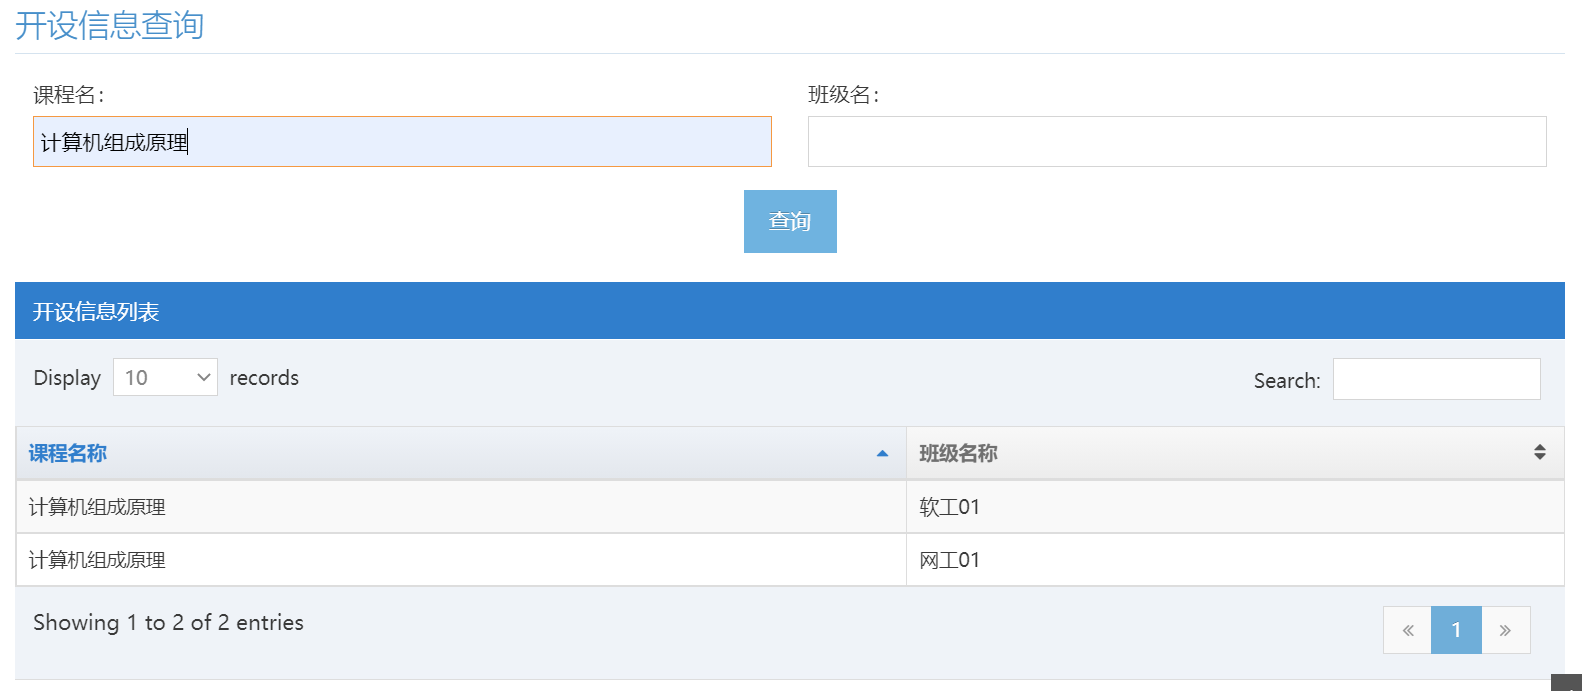 开设信息查询
课程名： 班级名：
计算机组成原理
查询
开设信息列表
Display 10 records Search:
课程名称 班级名称
计算机组成原理 软工01
计算机组成原理 网工01
Showing 1 to 2 of 2 entries
« 1 »